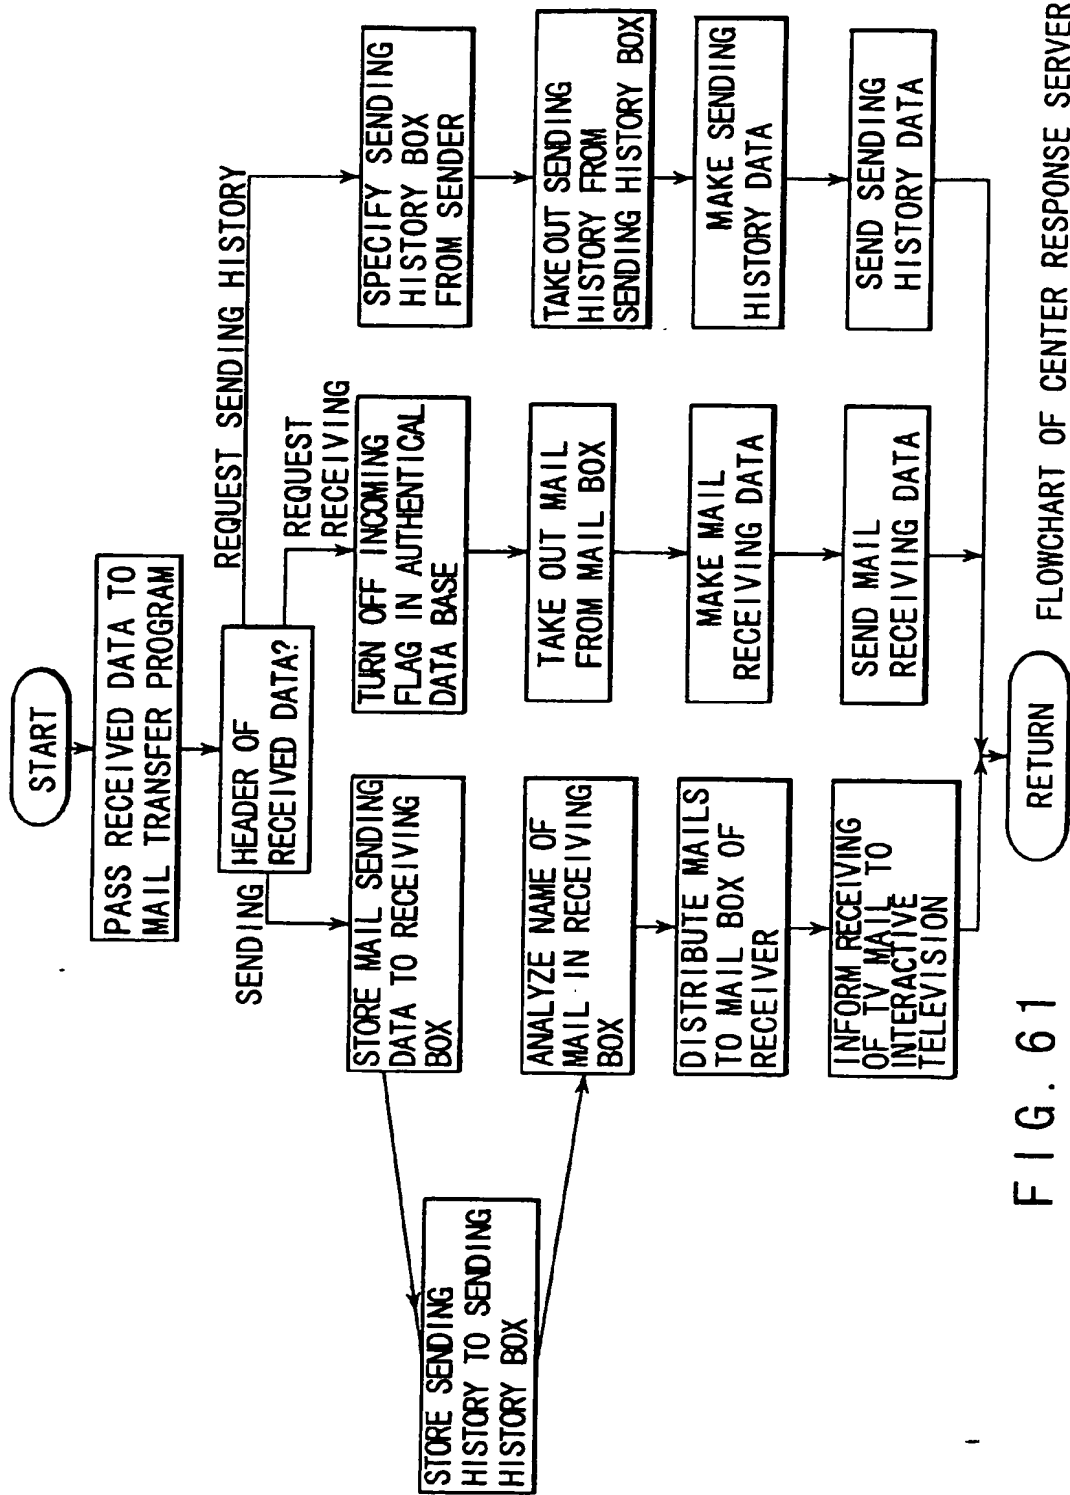 START
PASS RECEIVED DATA TO
MAIL TRANSFER PROGRAM
HEADER OF
RECEIVED DATA?
SENDING
REQUEST SENDING HISTORY
REQUEST
RECEIVING
STORE MAIL SENDING
DATA TO RECEIVING
BOX
STORE SENDING
HISTORY TO SENDING
HISTORY BOX
ANALYZE NAME OF
MAIL IN RECEIVING
BOX
DISTRIBUTE MAILS
TO MAIL BOX OF
RECEIVER
INFORM RECEIVING
OF TV MAIL TO
INTERACTIVE
TELEVISION
TURN OFF INCOMING
FLAG IN AUTHENTICAL
DATA BASE
TAKE OUT MAIL
FROM MAIL BOX
MAKE MAIL
RECEIVING DATA
SEND MAIL
RECEIVING DATA
SPECIFY SENDING
HISTORY BOX
FROM SENDER
TAKE OUT SENDING
HISTORY FROM
SENDING HISTORY BOX
MAKE SENDING
HISTORY DATA
SEND SENDING
HISTORY DATA
RETURN
FIG. 61
FLOWCHART OF CENTER RESPONSE SERVER